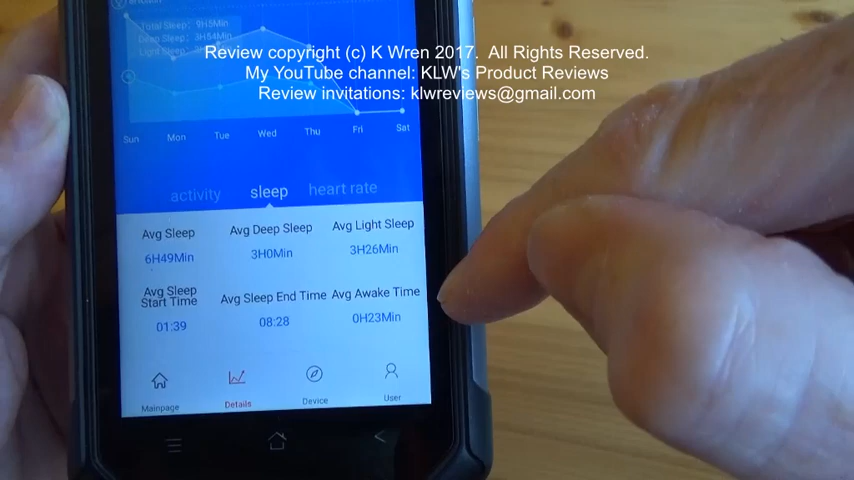 Total Sleep: 9H5Min
Deep Sleep: 3H54Min
Light Sleep:
Review copyright (c) K Wren 2017. All Rights Reserved.
My YouTube channel: KLW's Product Reviews
Review invitations: klwreviews@gmail.com
Sun Mon Tue Wed Thu Fri Sat
activity sleep heart rate
Avg Sleep Avg Deep Sleep Avg Light Sleep
6H49Min 3H0Min 3H26Min
Avg Sleep
Start Time Avg Sleep End Time Avg Awake Time
01:39 08:28 0H23Min
Mainpage Details Device User